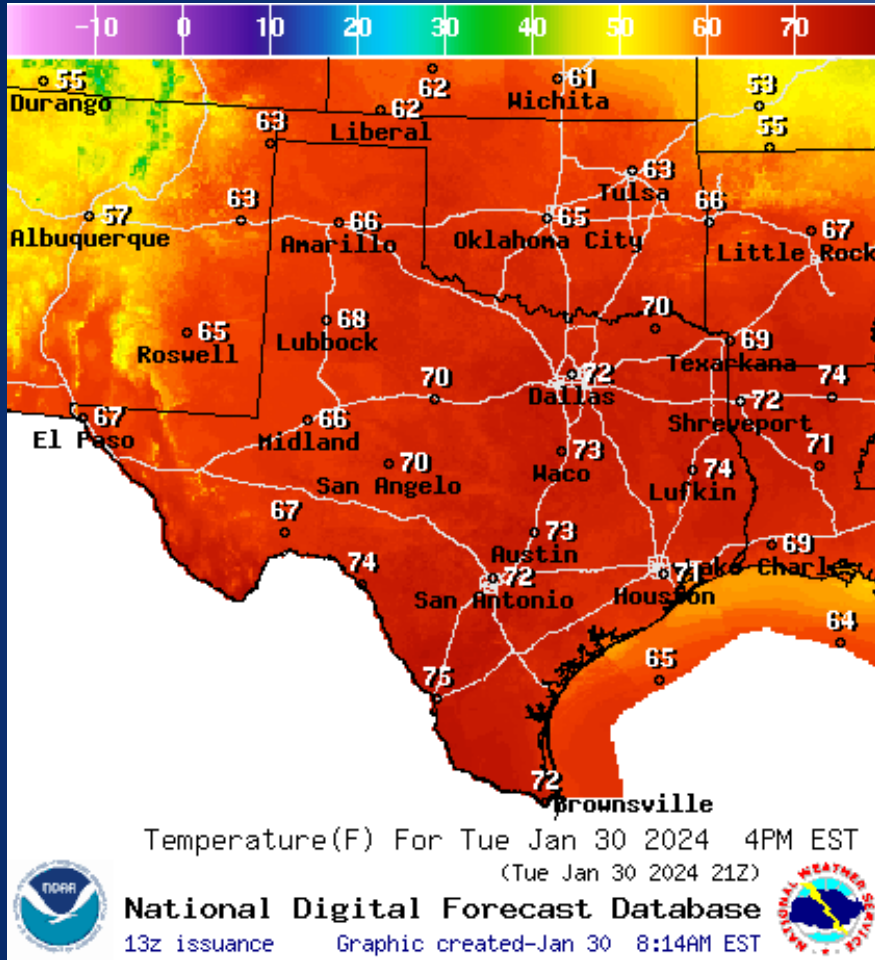 -10 0 10 20 30 40 50 60 70
55 62 61 53
Durango 62 Wichita
63 Liberal 55
63 Tulsa
57 63 66 65 66 67
Albuquerque Amarillo Oklahoma City Little Rock
65 68 70 69
Roswell Lubbock Texarkana
72
70 Dallas 72 74
67 66 Shreveport
El Paso Midland 73 71
70 Waco 74
San Angelo Lufkin
67 73 69
Austin
74 72 71 Lake Charles
San Antonio Houston
64
75 65
72
Brownsville
Temperature(F) For Tue Jan 30 2024 4PM EST
(Tue Jan 30 2024 21Z)
National Digital Forecast Database
13z issuance Graphic created-Jan 30 8:14AM EST
NOAA
NATIONAL WEATHER SERVICE